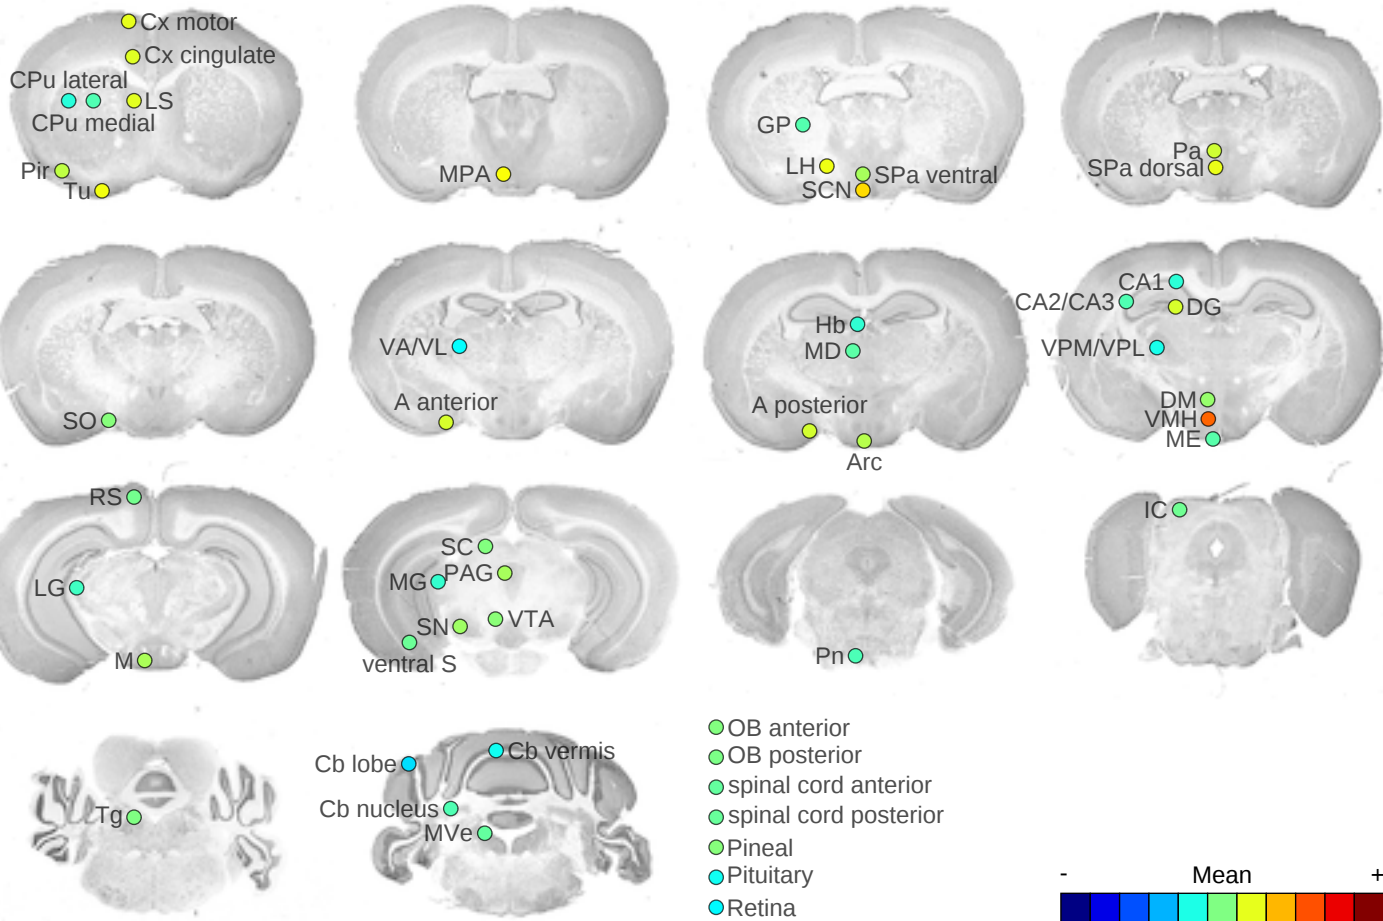 Cx motor
Cx cingulate
CPu lateral
LS
CPu medial
Pir
Tu
MPA
GP
LH
SPa ventral
SCN
Pa
SPa dorsal
SO
VA/VL
A anterior
Hb
MD
A posterior
Arc
CA1
CA2/CA3
DG
VPM/VPL
DM
VMH
ME
RS
LG
M
SC
PAG
MG
VTA
SN
ventral S
Pn
IC
Tg
Cb vermis
Cb lobe
Cb nucleus
MVe
OB anterior
OB posterior
spinal cord anterior
spinal cord posterior
Pineal
Pituitary
Retina
- Mean +